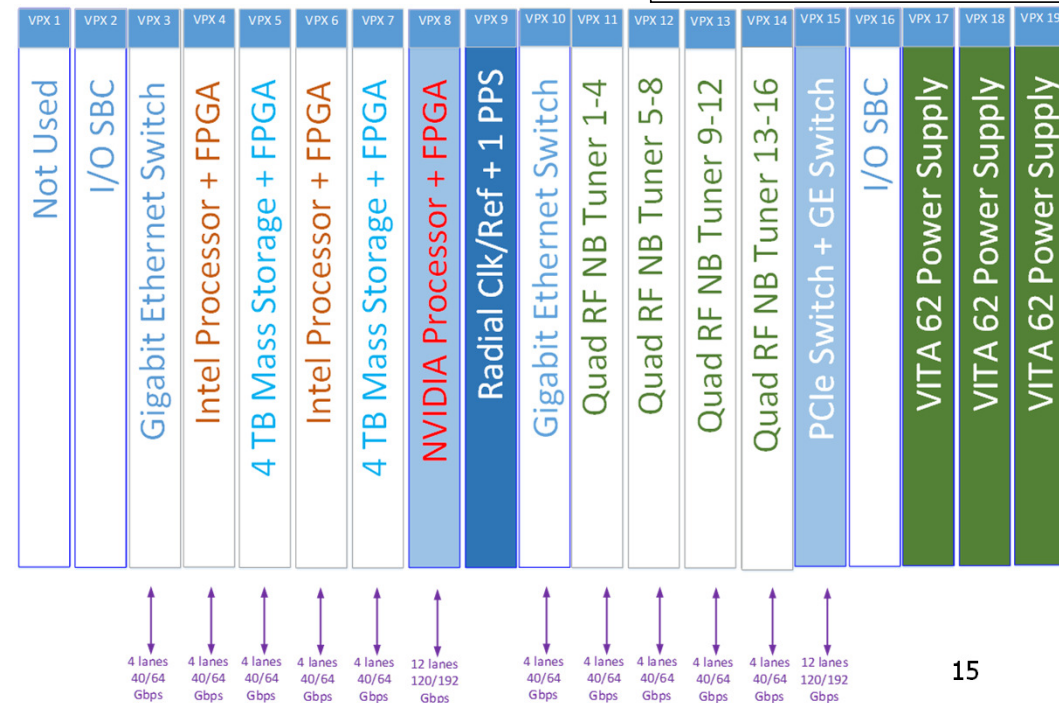 VPX 1
VPX 2
VPX 3
VPX 4
VPX 5
VPX 6
VPX 7
VPX 8
VPX 9
VPX 10
VPX 11
VPX 12
VPX 13
VPX 14
VPX 15
VPX 16
VPX 17
VPX 18
VPX 19
Not Used
I/O SBC
Gigabit Ethernet Switch
Intel Processor + FPGA
4 TB Mass Storage + FPGA
Intel Processor + FPGA
4 TB Mass Storage + FPGA
NVIDIA Processor + FPGA
Radial Clk/Ref + 1 PPS
Gigabit Ethernet Switch
Quad RF NB Tuner 1-4
Quad RF NB Tuner 5-8
Quad RF NB Tuner 9-12
Quad RF NB Tuner 13-16
PCIe Switch + GE Switch
I/O SBC
VITA 62 Power Supply
VITA 62 Power Supply
VITA 62 Power Supply
4 lanes
40/64
Gbps
4 lanes
40/64
Gbps
4 lanes
40/64
Gbps
4 lanes
40/64
Gbps
4 lanes
40/64
Gbps
12 lanes
120/192
Gbps
4 lanes
40/64
Gbps
4 lanes
40/64
Gbps
4 lanes
40/64
Gbps
4 lanes
40/64
Gbps
4 lanes
40/64
Gbps
12 lanes
120/192
Gbps
15